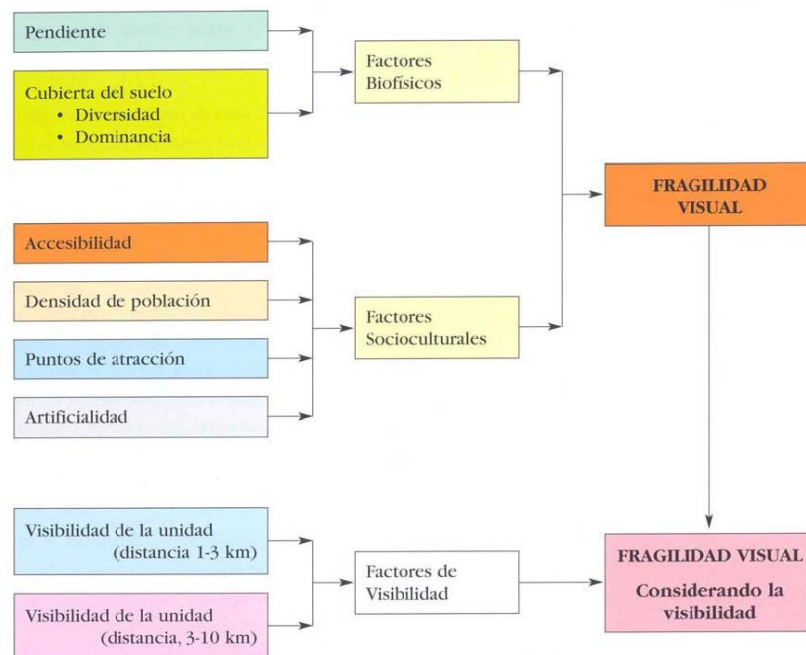 Pendiente
Cubierta del suelo
• Diversidad
• Dominancia
Factores
Biofísicos
FRAGILIDAD
VISUAL
Accesibilidad
Densidad de población
Puntos de atracción
Artificialidad
Factores
Socioculturales
Visibilidad de la unidad
(distancia 1-3 km)
Visibilidad de la unidad
(distancia, 3-10 km)
Factores de
Visibilidad
FRAGILIDAD VISUAL
Considerando la
visibilidad